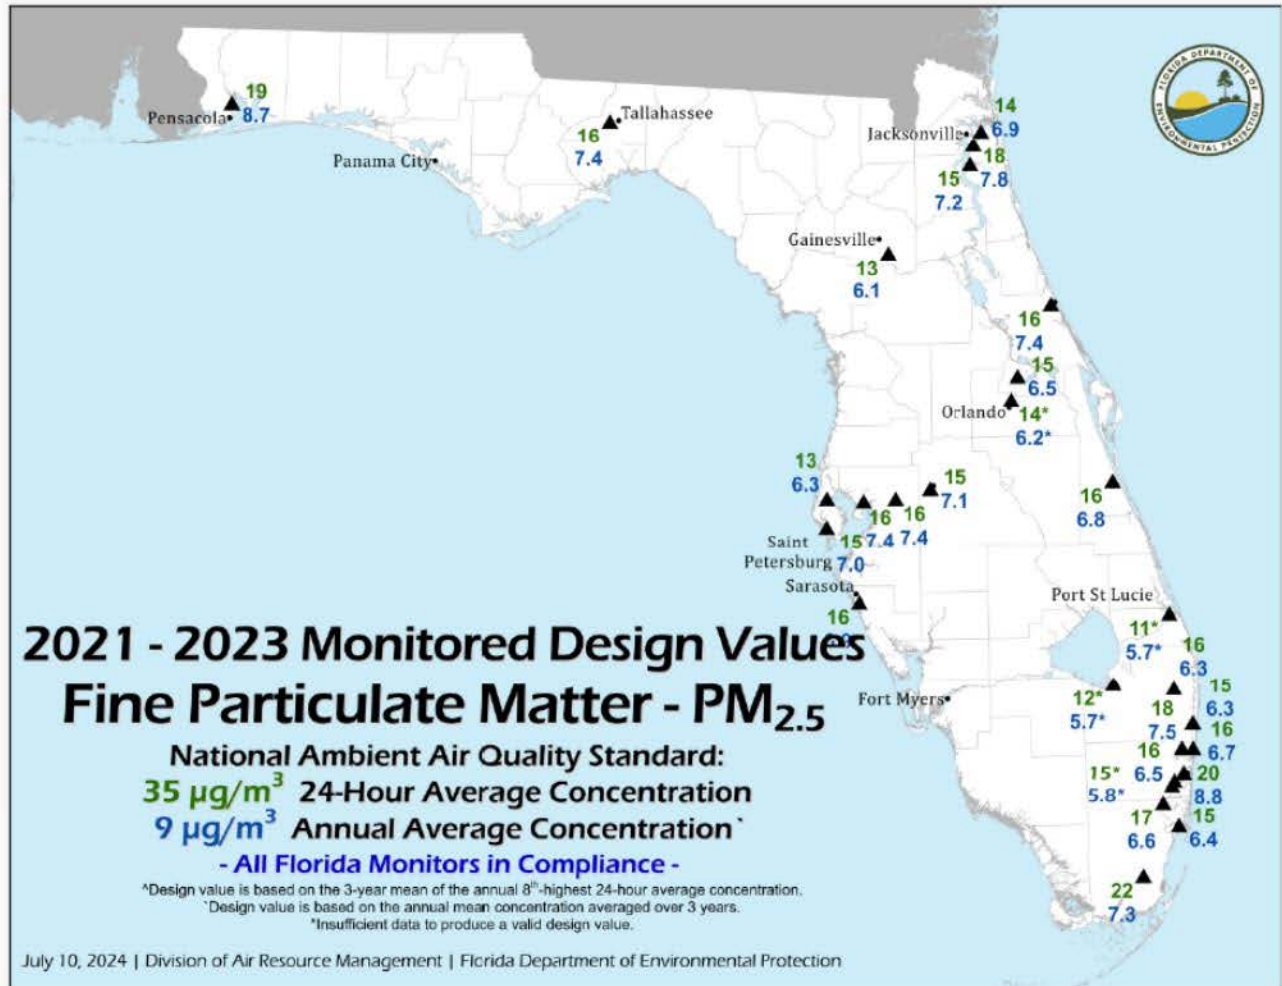 FLORIDA DEPARTMENT OF
ENVIRONMENTAL PROTECTION
19
8.7
Pensacola
Panama City
Tallahassee
16
7.4
14
6.9
Jacksonville
18
7.8
15
7.2
Gainesville
13
6.1
16
7.4
15
6.5
Orlando
14*
6.2*
13
6.3
15
7.1
16
7.4
16
7.4
16
6.8
Saint
Petersburg
15
7.0
Sarasota
16
Port St Lucie
11*
5.7*
16
6.3
Fort Myers
12*
5.7*
18
7.5
15
6.3
16
6.7
16
6.5
15*
5.8*
20
8.8
17
6.6
15
6.4
22
7.3
2021 - 2023 Monitored Design Values
Fine Particulate Matter - PM2.5
National Ambient Air Quality Standard:
35 µg/m³ 24-Hour Average Concentration
9 µg/m³ Annual Average Concentration`
- All Florida Monitors in Compliance -
^Design value is based on the 3-year mean of the annual 8th-highest 24-hour average concentration.
`Design value is based on the annual mean concentration averaged over 3 years.
*Insufficient data to produce a valid design value.
July 10, 2024 | Division of Air Resource Management | Florida Department of Environmental Protection